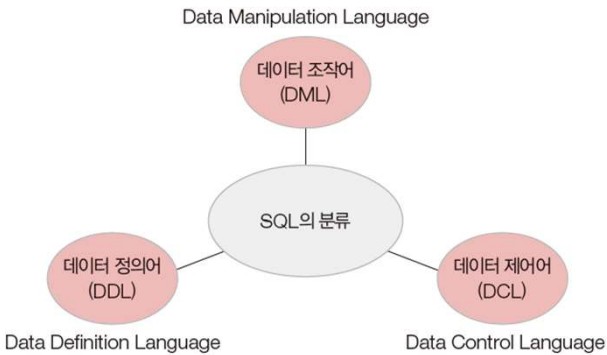 Data Manipulation Language
데이터 조작어
(DML)
SQL의 분류
데이터 정의어
(DDL)
데이터 제어어
(DCL)
Data Definition Language
Data Control Language